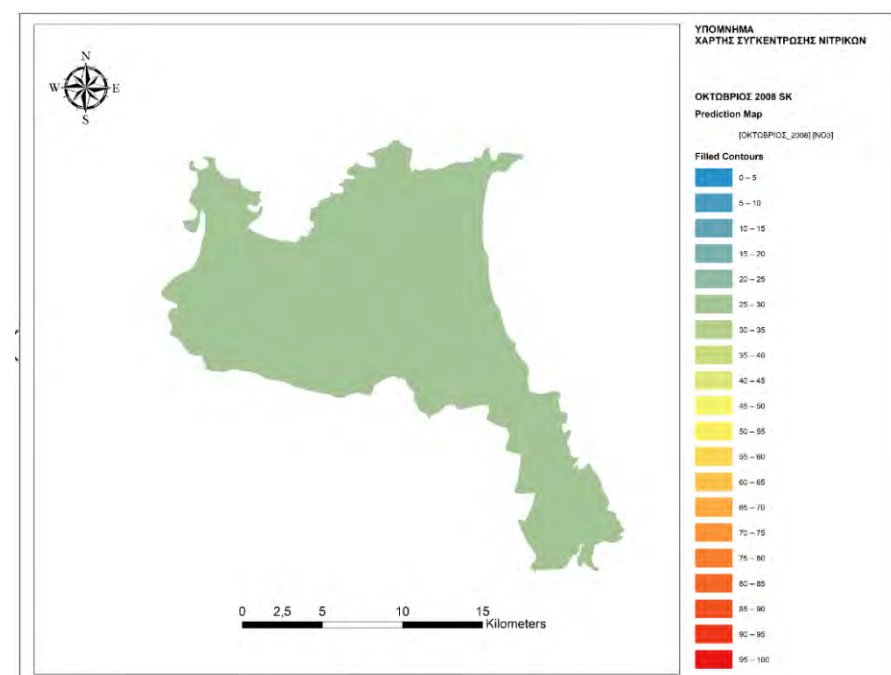 ΥΠΟΜΝΗΜΑ
ΧΑΡΤΗΣ ΣΥΓΚΕΝΤΡΩΣΗΣ ΝΙΤΡΙΚΩΝ
N
W E
S
ΟΚΤΩΒΡΙΟΣ 2008 SK
Prediction Map
[ΟΚΤΩΒΡΙΟΣ_2008].[NO3]
Filled Contours
0 – 5
5 – 10
10 – 15
15 – 20
20 – 25
25 – 30
30 – 35
35 – 40
40 – 45
45 – 50
50 – 55
55 – 60
60 – 65
65 – 70
70 – 75
75 – 80
80 – 85
85 – 90
90 – 95
95 – 100
0 2,5 5 10 15
Kilometers